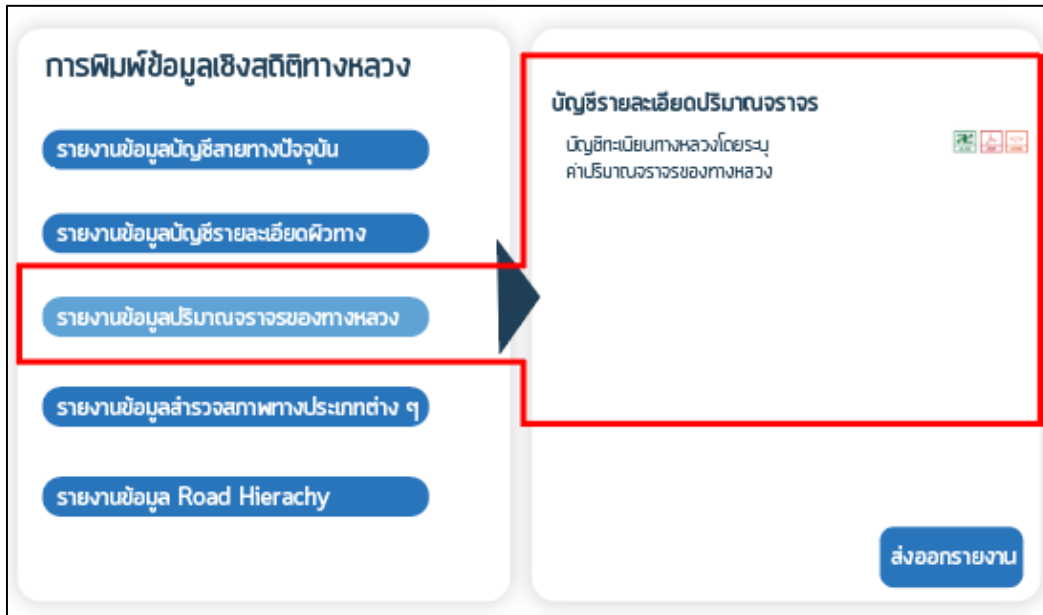 การพิมพ์ข้อมูลเชิงสถิติทางหลวง
รายงานข้อมูลบัญชีสายทางปัจจุบัน
รายงานข้อมูลบัญชีรายละเอียดผิวทาง
รายงานข้อมูลปริมาณจราจรของทางหลวง
รายงานข้อมูลสำรวจสภาพทางประเภทต่าง ๆ
รายงานข้อมูล Road Hierachy
บัญชีรายละเอียดปริมาณจราจร
บัญชีทะเบียนทางหลวงโดยระบุ
ค่าปริมาณจราจรของทางหลวง
ส่งออกรายงาน